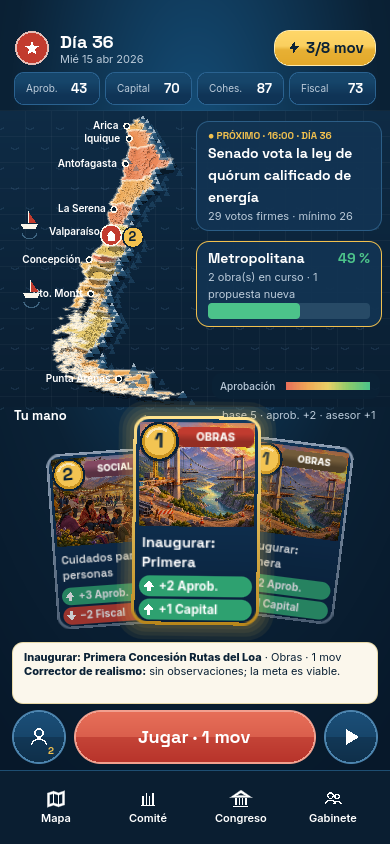 Día 36
Mié 15 abr 2026
3/8 mov
Aprob. 43
Capital 70
Cohes. 87
Fiscal 73
Arica
Iquique
Antofagasta
La Serena
Valparaíso
2
Concepción
Pto. Montt
Punta Arenas
● PRÓXIMO · 16:00 · DÍA 36
Senado vota la ley de
quórum calificado de
energía
29 votos firmes · mínimo 26
Metropolitana 49 %
2 obra(s) en curso · 1
propuesta nueva
Aprobación
Tu mano
base 5 · aprob. +2 · asesor +1
2
SOCIAL
Cuidados
personas
+3 Aprob.
−2 Fiscal
1
OBRAS
Inaugurar:
Primera
+2 Aprob.
+1 Capital
1
OBRAS
Aprob.
Capital
Inaugurar: Primera Concesión Rutas del Loa · Obras · 1 mov
Corrector de realismo: sin observaciones; la meta es viable.
2
Jugar · 1 mov
Mapa
Comité
Congreso
Gabinete